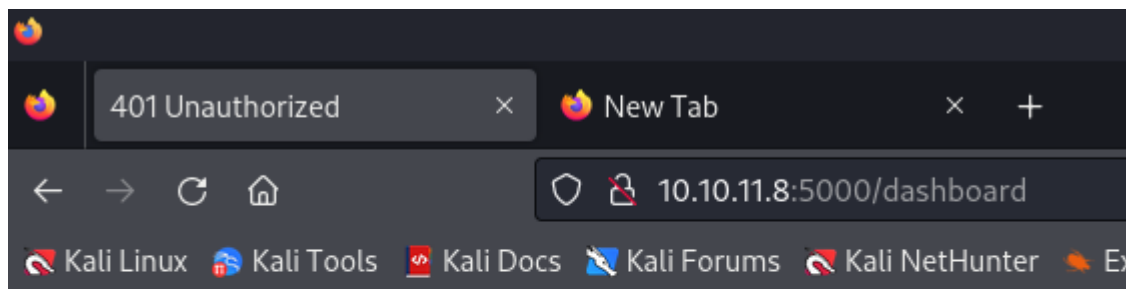 401 Unauthorized New Tab
10.10.11.8:5000/dashboard
Kali Linux Kali Tools Kali Docs Kali Forums Kali NetHunter